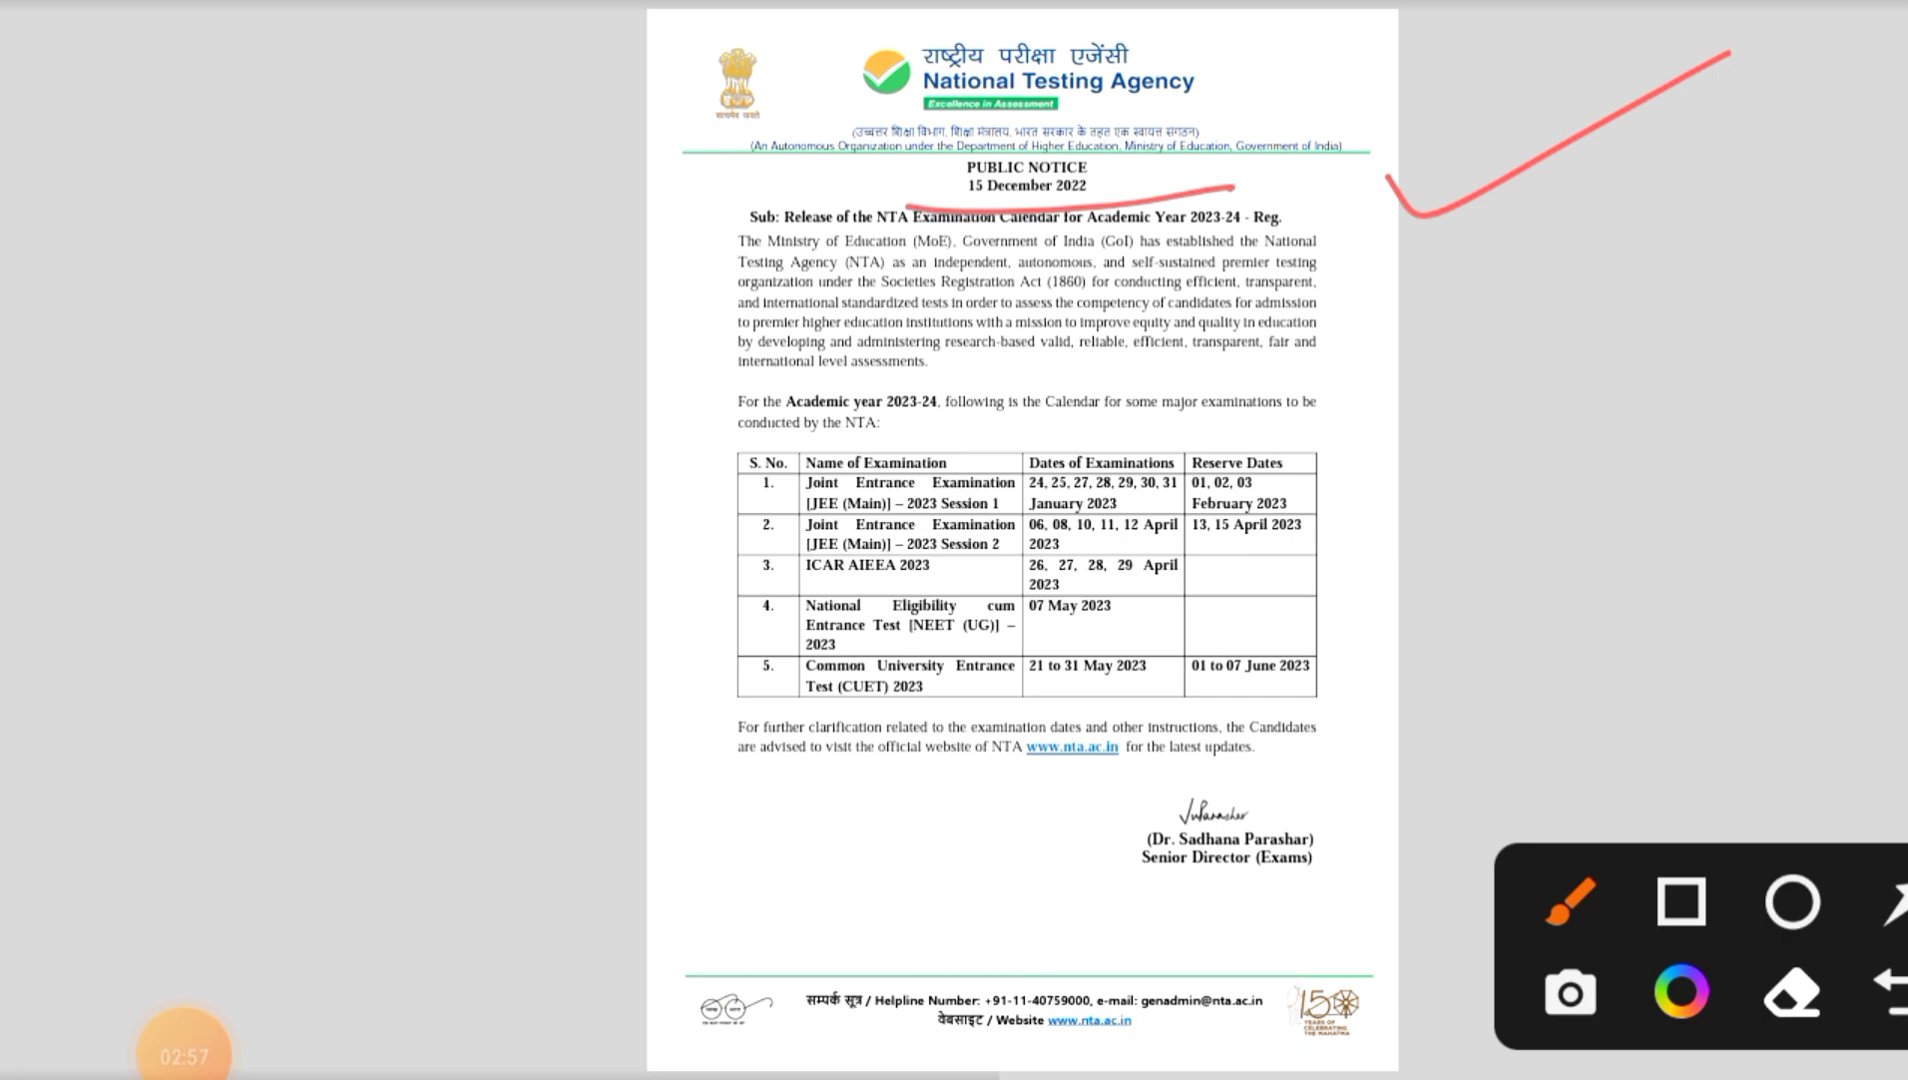 राष्ट्रीय परीक्षा एजेंसी
National Testing Agency
Excellence in Assessment
सत्यमेव जयते
(उच्चत्तर शिक्षा विभाग, शिक्षा मंत्रालय, भारत सरकार के तहत एक स्वायत्त संगठन)
(An Autonomous Organization under the Department of Higher Education, Ministry of Education, Government of India)
PUBLIC NOTICE
15 December 2022
Sub: Release of the NTA Examination Calendar for Academic Year 2023-24 - Reg.
The Ministry of Education (MoE), Government of India (GoI) has established the National
Testing Agency (NTA) as an independent, autonomous, and self-sustained premier testing
organization under the Societies Registration Act (1860) for conducting efficient, transparent,
and international standardized tests in order to assess the competency of candidates for admission
to premier higher education institutions with a mission to improve equity and quality in education
by developing and administering research-based valid, reliable, efficient, transparent, fair and
international level assessments.
For the Academic year 2023-24, following is the Calendar for some major examinations to be
conducted by the NTA:
S. No. Name of Examination Dates of Examinations Reserve Dates
1. Joint Entrance Examination 24, 25, 27, 28, 29, 30, 31 01, 02, 03
[JEE (Main)] – 2023 Session 1 January 2023 February 2023
2. Joint Entrance Examination 06, 08, 10, 11, 12 April 13, 15 April 2023
[JEE (Main)] – 2023 Session 2 2023
3. ICAR AIEEA 2023 26, 27, 28, 29 April
2023
4. National Eligibility cum 07 May 2023
Entrance Test [NEET (UG)] –
2023
5. Common University Entrance 21 to 31 May 2023 01 to 07 June 2023
Test (CUET) 2023
For further clarification related to the examination dates and other instructions, the Candidates
are advised to visit the official website of NTA www.nta.ac.in for the latest updates.
(Dr. Sadhana Parashar)
Senior Director (Exams)
सम्पर्क सूत्र / Helpline Number: +91-11-40759000, e-mail: genadmin@nta.ac.in
वेबसाइट / Website www.nta.ac.in
150
YEARS OF
CELEBRATING
THE MAHATMA
02:57